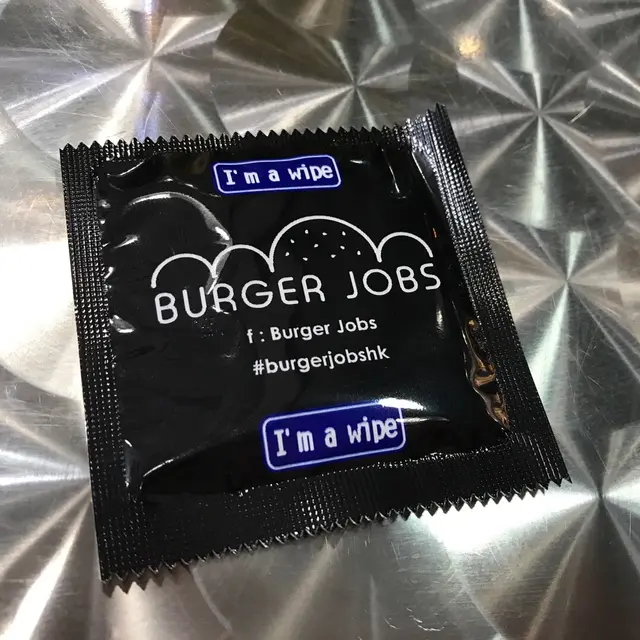 I'm a wipe
BURGER JOBS
f : Burger Jobs
#burgerjobshk
I'm a wipe